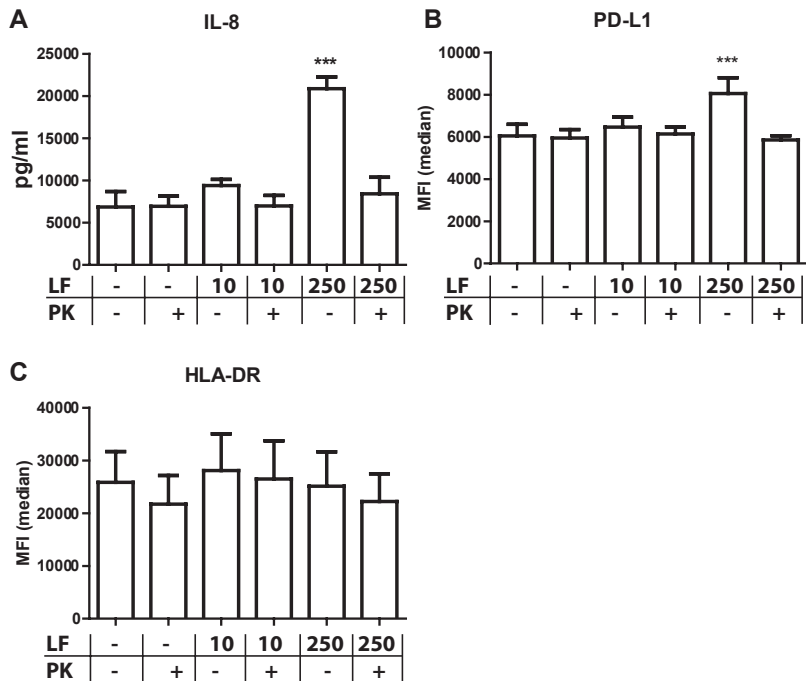 A
IL-8
***
pg/ml
25000
20000
15000
10000
5000
0
LF - - 10 10 250 250
PK - + - + - +
B
PD-L1
***
MFI (median)
10000
8000
6000
4000
2000
0
LF - - 10 10 250 250
PK - + - + - +
C
HLA-DR
MFI (median)
40000
30000
20000
10000
0
LF - - 10 10 250 250
PK - + - + - +